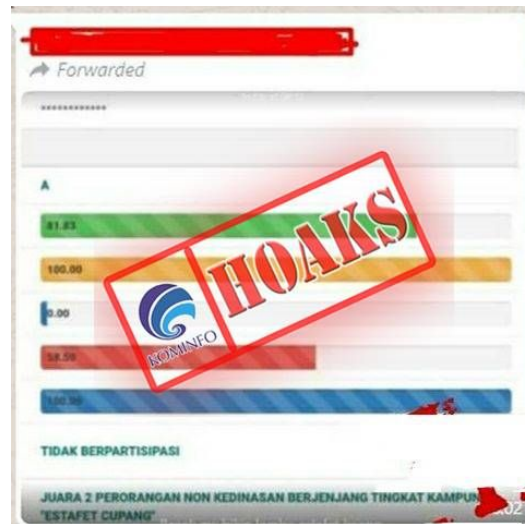 Forwarded
************
A
81.83
100.00
0.00
58.50
100.00
KOMINFO
HOAKS
TIDAK BERPARTISIPASI
JUARA 2 PERORANGAN NON KEDINASAN BERJENJANG TINGKAT KAMPUN
"ESTAFET CUPANG"